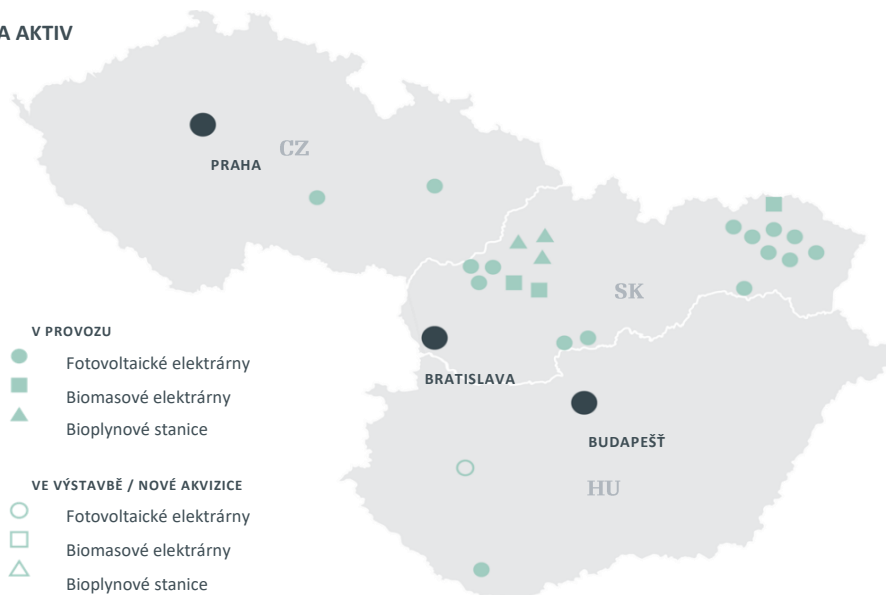 A AKTIV
CZ
PRAHA
SK
V PROVOZU
Fotovoltaické elektrárny
Biomasové elektrárny
Bioplynové stanice
BRATISLAVA
BUDAPEŠŤ
HU
VE VÝSTAVBĚ / NOVÉ AKVIZICE
Fotovoltaické elektrárny
Biomasové elektrárny
Bioplynové stanice